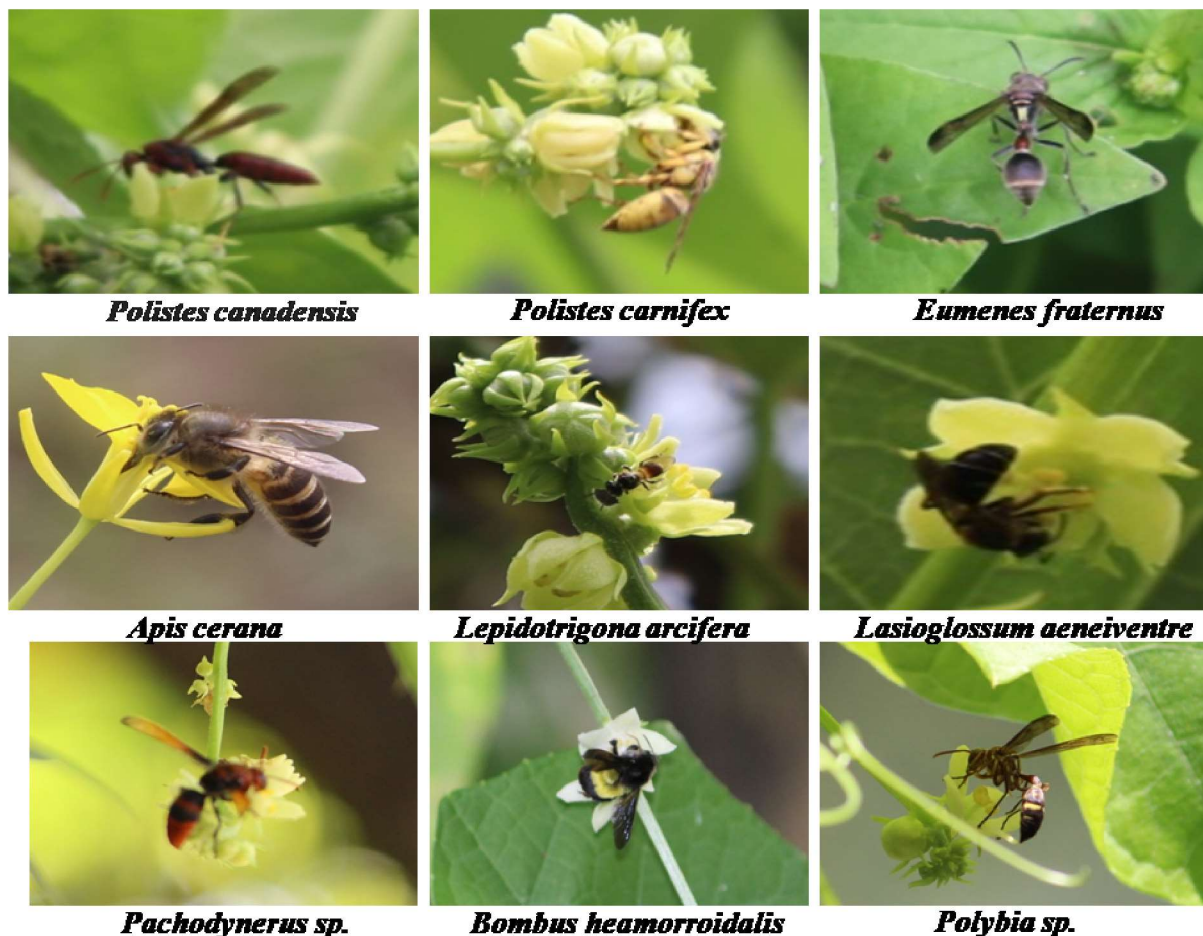 Polistes canadensis
Polistes carnifex
Eumenes fraternus
Apis cerana
Lepidotrigona arcifera
Lasioglossum aeneiventre
Pachodynerus sp.
Bombus heamorroidalis
Polybia sp.